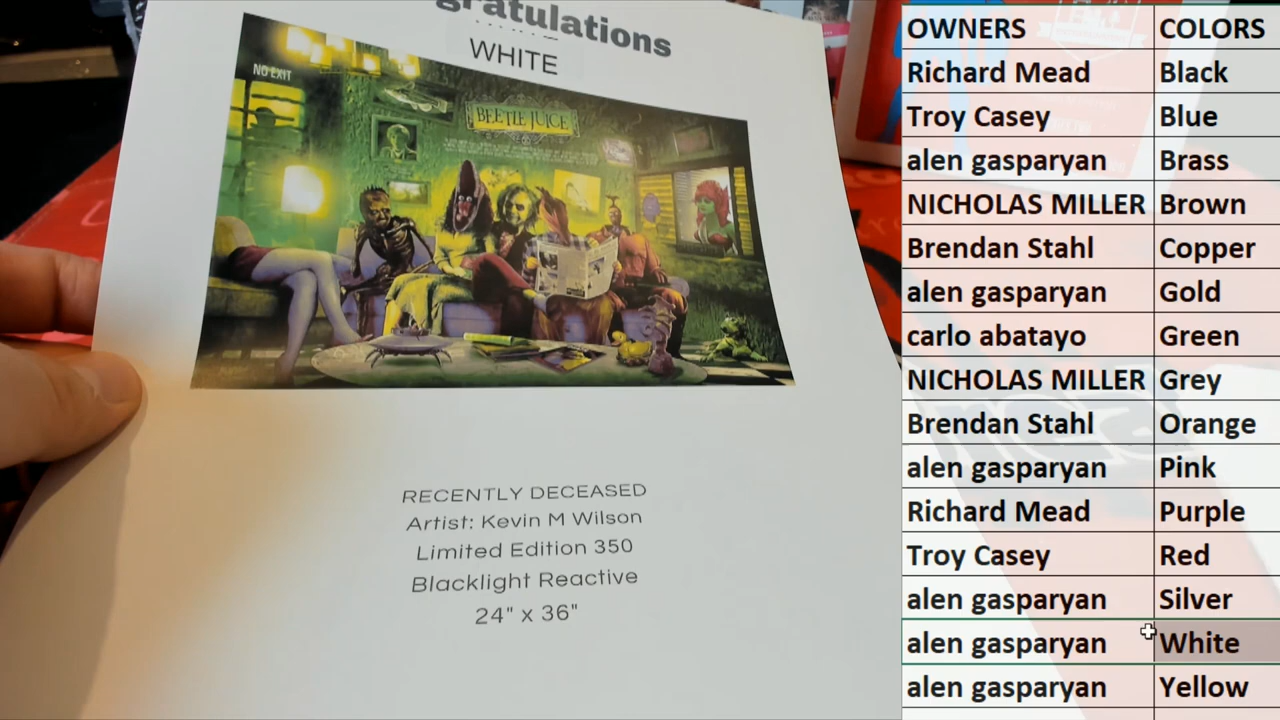 ratulations
WHITE
NO EXIT
BEETLE JUICE
RECENTLY DECEASED
Artist: Kevin M Wilson
Limited Edition 350
Blacklight Reactive
24" x 36"
OWNERS COLORS
Richard Mead Black
Troy Casey Blue
alen gasparyan Brass
NICHOLAS MILLER Brown
Brendan Stahl Copper
alen gasparyan Gold
carlo abatayo Green
NICHOLAS MILLER Grey
Brendan Stahl Orange
alen gasparyan Pink
Richard Mead Purple
Troy Casey Red
alen gasparyan Silver
alen gasparyan White
alen gasparyan Yellow